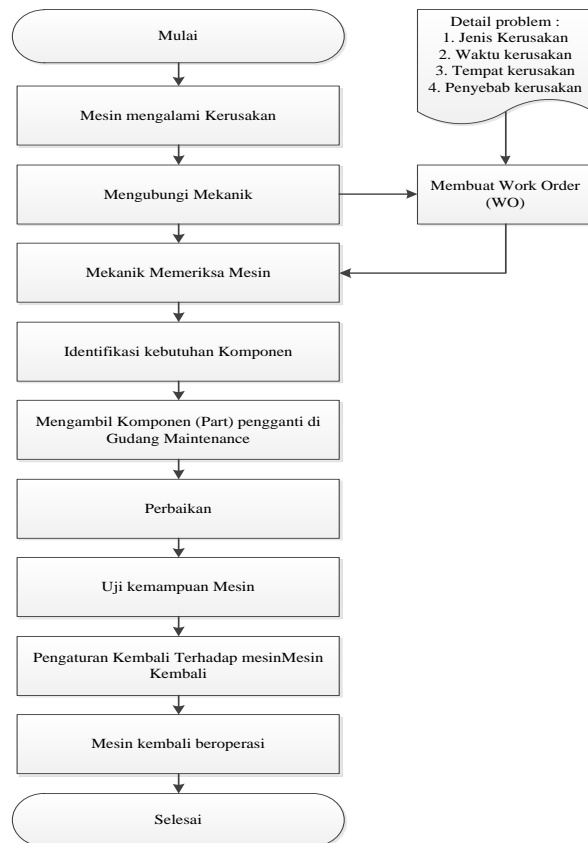 Mulai
Detail problem :
1. Jenis Kerusakan
2. Waktu kerusakan
3. Tempat kerusakan
4. Penyebab kerusakan
Mesin mengalami Kerusakan
Mengubungi Mekanik
Membuat Work Order
(WO)
Mekanik Memeriksa Mesin
Identifikasi kebutuhan Komponen
Mengambil Komponen (Part) pengganti di
Gudang Maintenance
Perbaikan
Uji kemampuan Mesin
Pengaturan Kembali Terhadap mesinMesin
Kembali
Mesin kembali beroperasi
Selesai